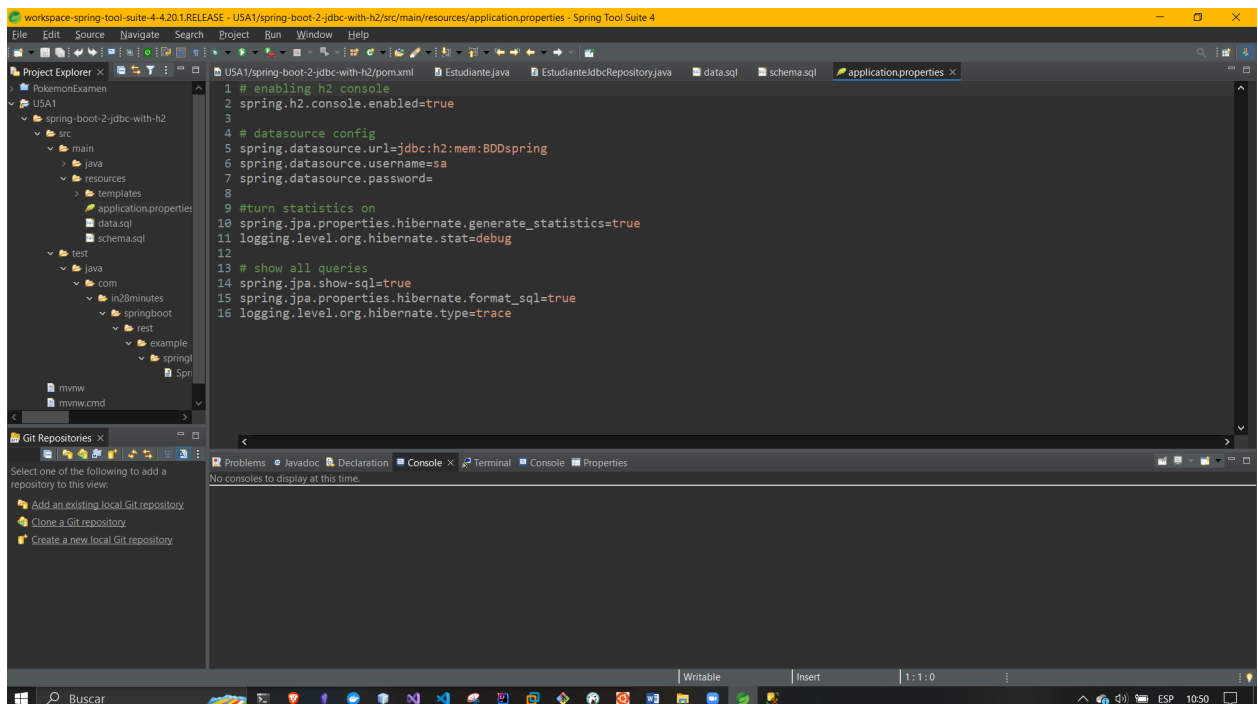 workspace-spring-tool-suite-4-4.20.1.RELEASE - U5A1/spring-boot-2-jdbc-with-h2/src/main/resources/application.properties - Spring Tool Suite 4
File Edit Source Navigate Search Project Run Window Help
Project Explorer
U5A1/spring-boot-2-jdbc-with-h2/pom.xml Estudiante.java EstudianteJdbcRepository.java data.sql schema.sql application.properties
PokemonExamen
U5A1
spring-boot-2-jdbc-with-h2
src
main
java
resources
templates
application.properties
data.sql
schema.sql
test
java
com
in28minutes
springboot
rest
example
springl
Spri
mvnw
mvnw.cmd
1 # enabling h2 console
2 spring.h2.console.enabled=true
3
4 # datasource config
5 spring.datasource.url=jdbc:h2:mem:BDDspring
6 spring.datasource.username=sa
7 spring.datasource.password=
8
9 #turn statistics on
10 spring.jpa.properties.hibernate.generate_statistics=true
11 logging.level.org.hibernate.stat=debug
12
13 # show all queries
14 spring.jpa.show-sql=true
15 spring.jpa.properties.hibernate.format_sql=true
16 logging.level.org.hibernate.type=trace
Git Repositories
Select one of the following to add a
repository to this view:
Add an existing local Git repository
Clone a Git repository
Create a new local Git repository
Problems Javadoc Declaration Console Terminal Console Properties
No consoles to display at this time.
Writable Insert 1:1:0
Buscar
ESP 10:50